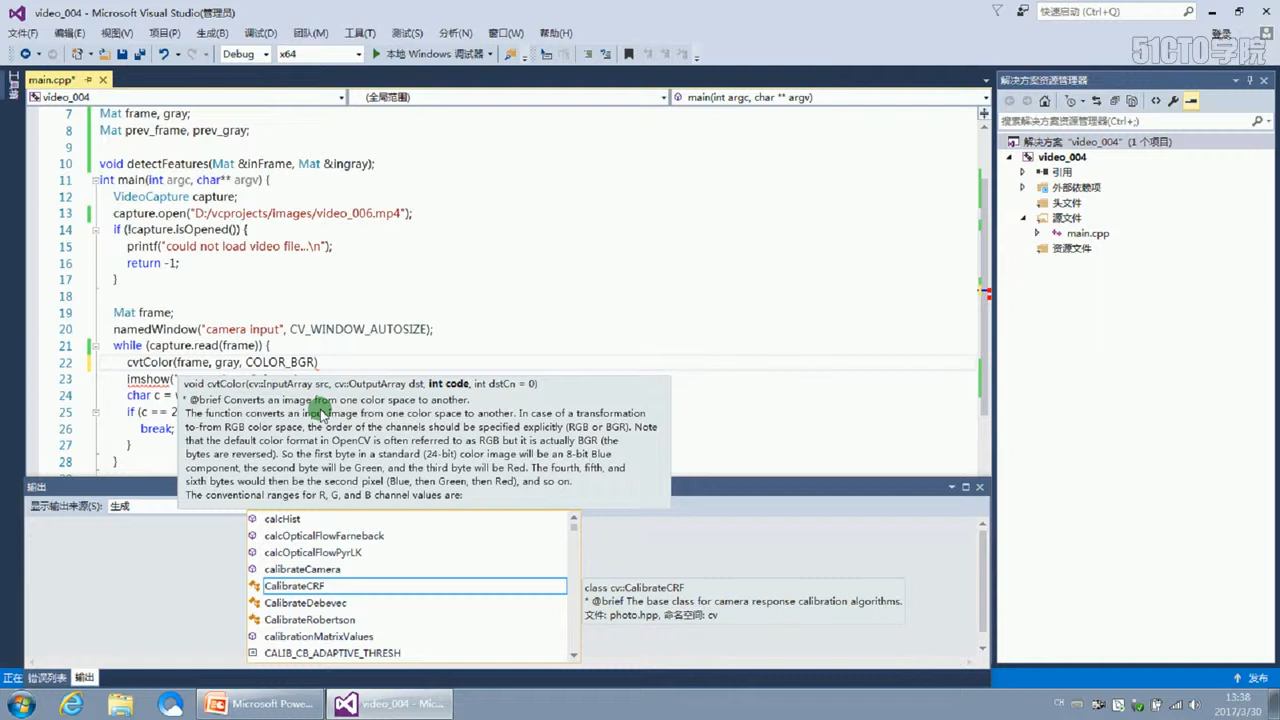 video_004 - Microsoft Visual Studio(管理员)
快速启动 (Ctrl+Q)
文件(F) 编辑(E) 视图(V) 项目(P) 生成(B) 调试(D) 团队(M) 工具(T) 测试(S) 分析(N) 窗口(W) 帮助(H)
登录
51CTO学院
Debug x64 本地 Windows 调试器
main.cpp*
解决方案资源管理器
video_004 (全局范围) main(int argc, char ** argv)
搜索解决方案资源管理器(Ctrl+;)
解决方案 "video_004" (1 个项目)
video_004
引用
外部依赖项
头文件
源文件
main.cpp
资源文件
7 Mat frame, gray;
8 Mat prev_frame, prev_gray;
9
10 void detectFeatures(Mat &inFrame, Mat &ingray);
11 int main(int argc, char** argv) {
12 VideoCapture capture;
13 capture.open("D:/vcprojects/images/video_006.mp4");
14 if (!capture.isOpened()) {
15 printf("could not load video file...\n");
16 return -1;
17 }
18
19 Mat frame;
20 namedWindow("camera input", CV_WINDOW_AUTOSIZE);
21 while (capture.read(frame)) {
22 cvtColor(frame, gray, COLOR_BGR)
23 imshow("
24 char c =
25 if (c == 2
26 break;
27 }
28 }
void cvtColor(cv::InputArray src, cv::OutputArray dst, int code, int dstCn = 0)
* @brief Converts an image from one color space to another.
The function converts an input image from one color space to another. In case of a transformation
to-from RGB color space, the order of the channels should be specified explicitly (RGB or BGR). Note
that the default color format in OpenCV is often referred to as RGB but it is actually BGR (the
bytes are reversed). So the first byte in a standard (24-bit) color image will be an 8-bit Blue
component, the second byte will be Green, and the third byte will be Red. The fourth, fifth, and
sixth bytes would then be the second pixel (Blue, then Green, then Red), and so on.
The conventional ranges for R, G, and B channel values are:
输出
显示输出来源(S): 生成
calcHist
calcOpticalFlowFarneback
calcOpticalFlowPyrLK
calibrateCamera
CalibrateCRF
CalibrateDebevec
CalibrateRobertson
calibrationMatrixValues
CALIB_CB_ADAPTIVE_THRESH
class cv::CalibrateCRF
* @brief The base class for camera response calibration algorithms.
文件: photo.hpp, 命名空间: cv
正在 错误列表 输出
发布
Microsoft Powe...
video_004 - Mic...
CH
13:38
2017/3/30